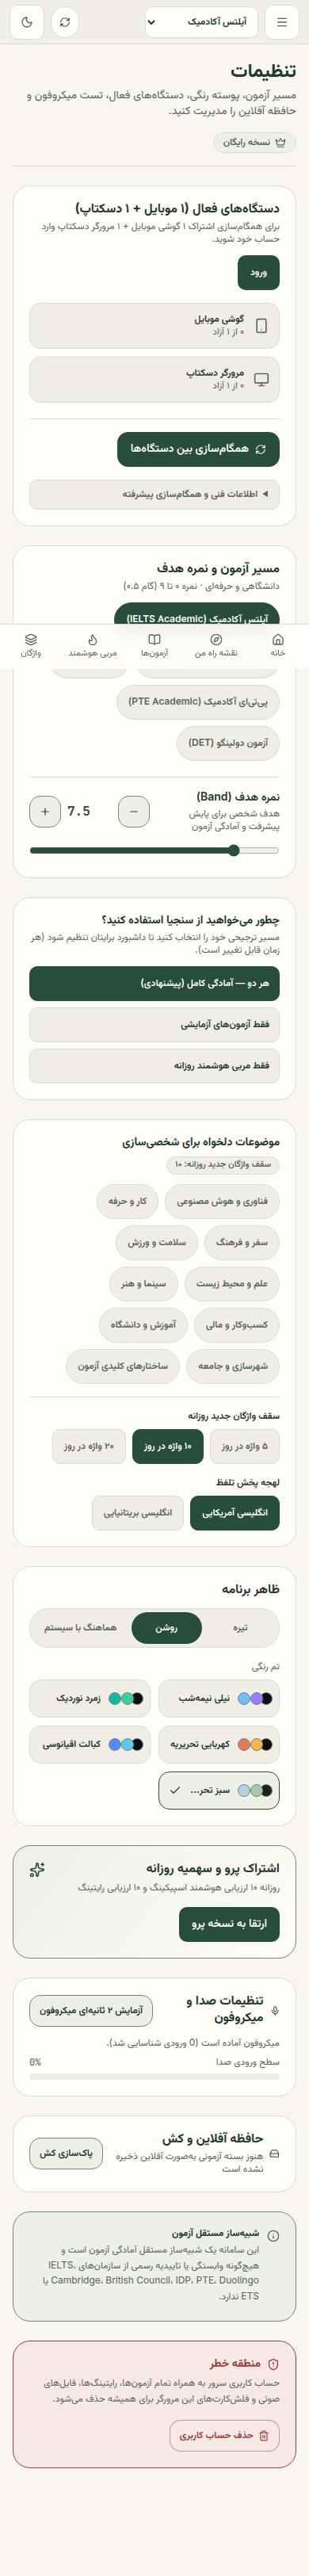 آیلتس آکادمیک
تنظیمات
مسیر آزمون، پوسته رنگی، دستگاه‌های فعال، تست میکروفون و
حافظه آفلاین را مدیریت کنید.
نسخه رایگان
دستگاه‌های فعال (۱ موبایل + ۱ دسکتاپ)
برای همگام‌سازی اشتراک ۱ گوشی موبایل + ۱ مرورگر دسکتاپ وارد
حساب خود شوید.
ورود
گوشی موبایل
۰ از ۱ آزاد
مرورگر دسکتاپ
۰ از ۱ آزاد
همگام‌سازی بین دستگاه‌ها
اطلاعات فنی و همگام‌سازی پیشرفته
مسیر آزمون و نمره هدف
دانشگاهی و حرفه‌ای · نمره ۰ تا ۹ (گام ۰.۵)
آیلتس آکادمیک (IELTS Academic)
خانه
نقشه راه من
آزمون‌ها
مربی هوشمند
واژگان
پی‌تی‌ای آکادمیک (PTE Academic)
آزمون دولینگو (DET)
نمره هدف (Band)
هدف شخصی برای پایش
پیشرفت و آمادگی آزمون
−
7.5
+
چطور می‌خواهید از سنجیا استفاده کنید؟
مسیر ترجیحی خود را انتخاب کنید تا داشبورد برایتان تنظیم شود (هر
زمان قابل تغییر است).
هر دو — آمادگی کامل (پیشنهادی)
فقط آزمون‌های آزمایشی
فقط مربی هوشمند روزانه
موضوعات دلخواه برای شخصی‌سازی
سقف واژگان جدید روزانه: ۱۰
فناوری و هوش مصنوعی
کار و حرفه
سفر و فرهنگ
سلامت و ورزش
علم و محیط زیست
سینما و هنر
کسب‌وکار و مالی
آموزش و دانشگاه
شهرسازی و جامعه
ساختارهای کلیدی آزمون
سقف واژگان جدید روزانه
۵ واژه در روز
۱۰ واژه در روز
۲۰ واژه در روز
لهجه پخش تلفظ
انگلیسی آمریکایی
انگلیسی بریتانیایی
ظاهر برنامه
تیره
روشن
هماهنگ با سیستم
تم رنگی
نیلی نیمه‌شب
زمرد نوردیک
کهربایی تحریریه
کبالت اقیانوسی
سبز تحر...
اشتراک پرو و سهمیه روزانه
روزانه ۱۰ ارزیابی هوشمند اسپیکینگ و ۱۰ ارزیابی رایتینگ
ارتقا به نسخه پرو
تنظیمات صدا و
میکروفون
آزمایش ۲ ثانیه‌ای میکروفون
میکروفون آماده است (0 ورودی شناسایی شد).
سطح ورودی صدا
0%
حافظه آفلاین و کش
هنوز بسته آزمونی به‌صورت آفلاین ذخیره
نشده است
پاک‌سازی کش
شبیه‌ساز مستقل آزمون
این سامانه یک شبیه‌ساز مستقل آمادگی آزمون است و
هیچ‌گونه وابستگی یا تاییدیه رسمی از سازمان‌های IELTS،
Cambridge، British Council، IDP، PTE، Duolingo یا
ETS ندارد.
منطقه خطر
حساب کاربری سرور به همراه تمام آزمون‌ها، رایتینگ‌ها، فایل‌های
صوتی و فلش‌کارت‌های این مرورگر برای همیشه حذف می‌شود.
حذف حساب کاربری